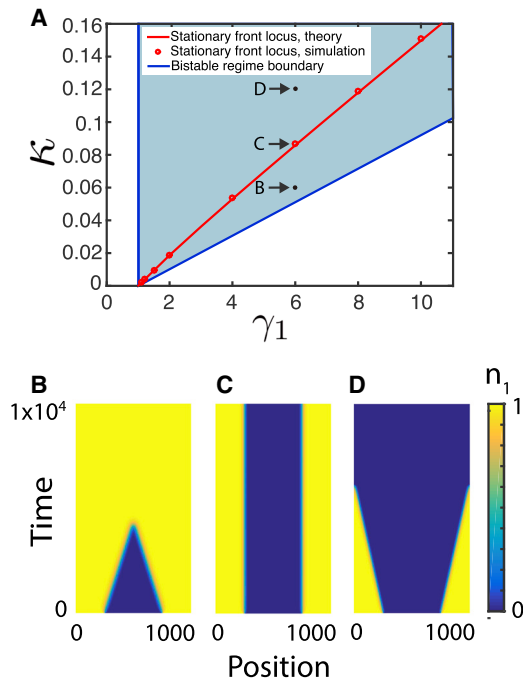 A
Stationary front locus, theory
Stationary front locus, simulation
Bistable regime boundary
0.16
0.14
0.12
0.1
0.08
0.06
0.04
0.02
0
κ
D
C
B
0 2 4 6 8 10
γ1
B C D
n1
1x10^4
Time
0
1
0
0 1000 0 1000 0 1000
Position